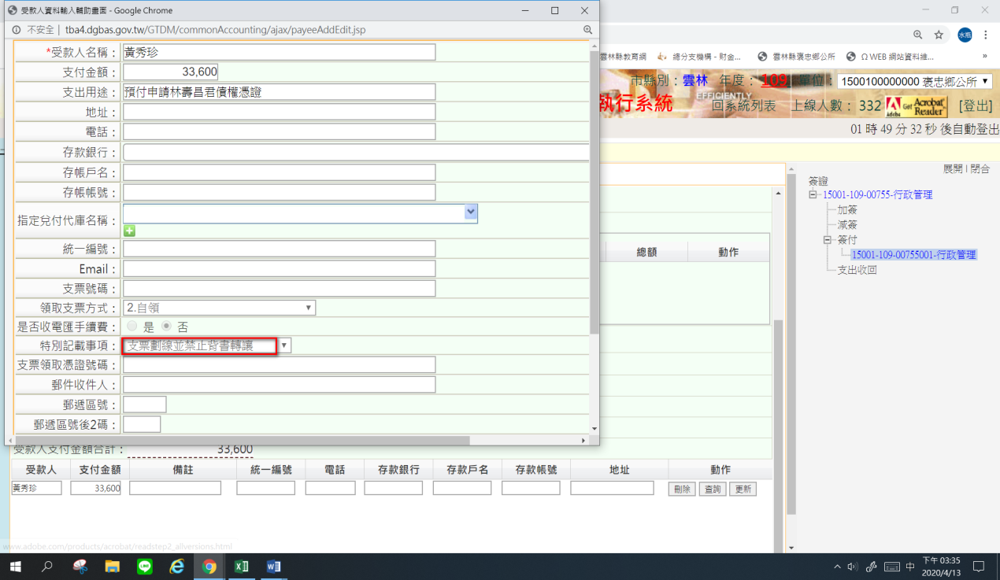 受款人資料輸入輔助畫面 - Google Chrome
不安全 | tba4.dgbas.gov.tw/GTDM/commonAccounting/ajax/payeeAddEdit.jsp
*受款人名稱： 黃秀珍
支付金額： 33,600
支出用途： 預付申請林壽昌君債權憑證
地址：
電話：
存款銀行：
存帳戶名：
存帳帳號：
指定兌付代庫名稱：
統一編號：
Email：
支票號碼：
領取支票方式： 2.自領
是否收電匯手續費： 是 否
特別記載事項： 支票劃線並禁止背書轉讓
支票領取憑證號碼：
郵件收件人：
郵遞區號：
郵遞區號後2碼：
水瓶
雲林縣教育網 總分支機構 - 財金... 雲林縣褒忠鄉公所 Ω WEB 網站資料維... »
市縣別：雲林 年度：109 單位： 1500100000000 褒忠鄉公所
EFFICIENTLY
執行系統 回系統列表 上線人數： 332 Adobe Get Acrobat Reader [登出]
01 時 49 分 32 秒 後自動登出
展開 | 閉合
簽證
15001-109-00755-行政管理
加簽
減簽
簽付
15001-109-00755001-行政管理
支出收回
總額 動作
受款人支付金額合計： 33,600
受款人 支付金額 備註 統一編號 電話 存款銀行 存款戶名 存款帳號 地址 動作
黃秀珍 33,600 刪除 查詢 更新
www.adobe.com/products/acrobat/readstep2_allversions.html
中
下午 03:35
2020/4/13